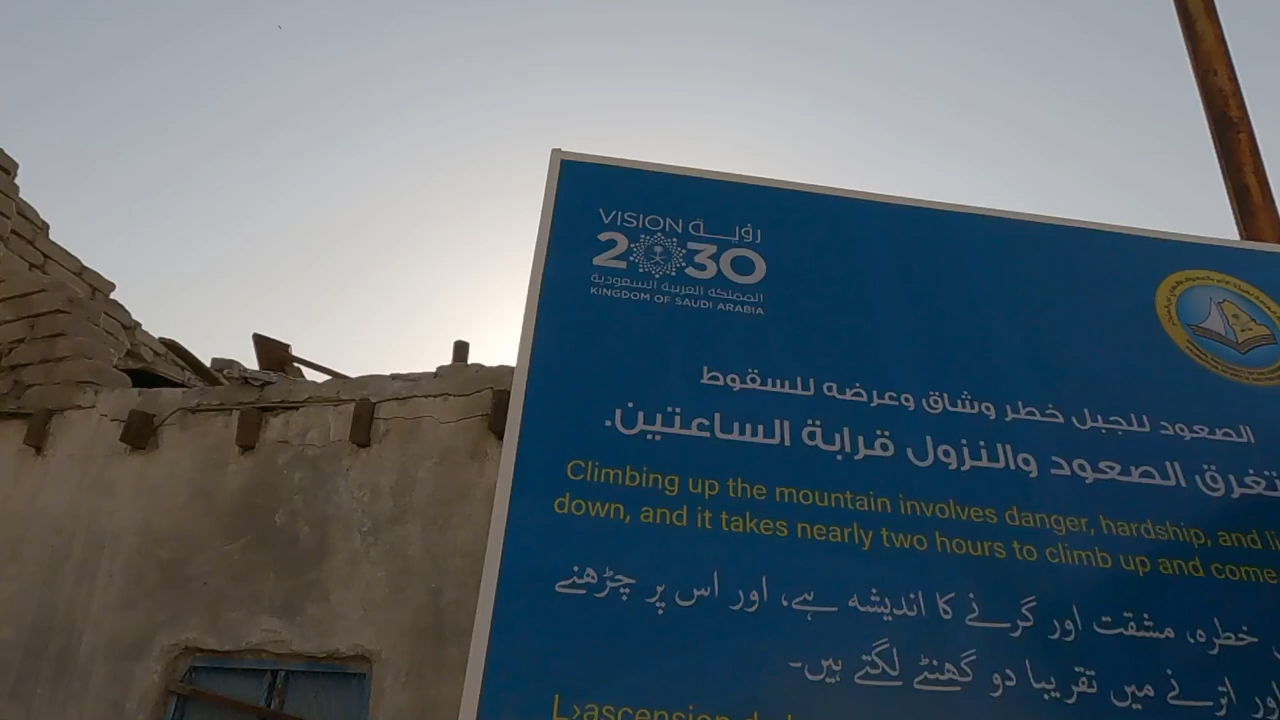 VISION رؤيــــة
2030
المملكة العربية السعودية
KINGDOM OF SAUDI ARABIA
الصعود للجبل خطر وشاق وعرضه للسقوط
تغرق الصعود والنزول قرابة الساعتين.
Climbing up the mountain involves danger, hardship, and
down, and it takes nearly two hours to climb up and come
خطرہ، مشقت اور گرنے کا اندیشہ ہے، اور اس پر چڑھنے
اور اترنے میں تقریبا دو گھنٹے لگتے ہیں۔
L›ascension